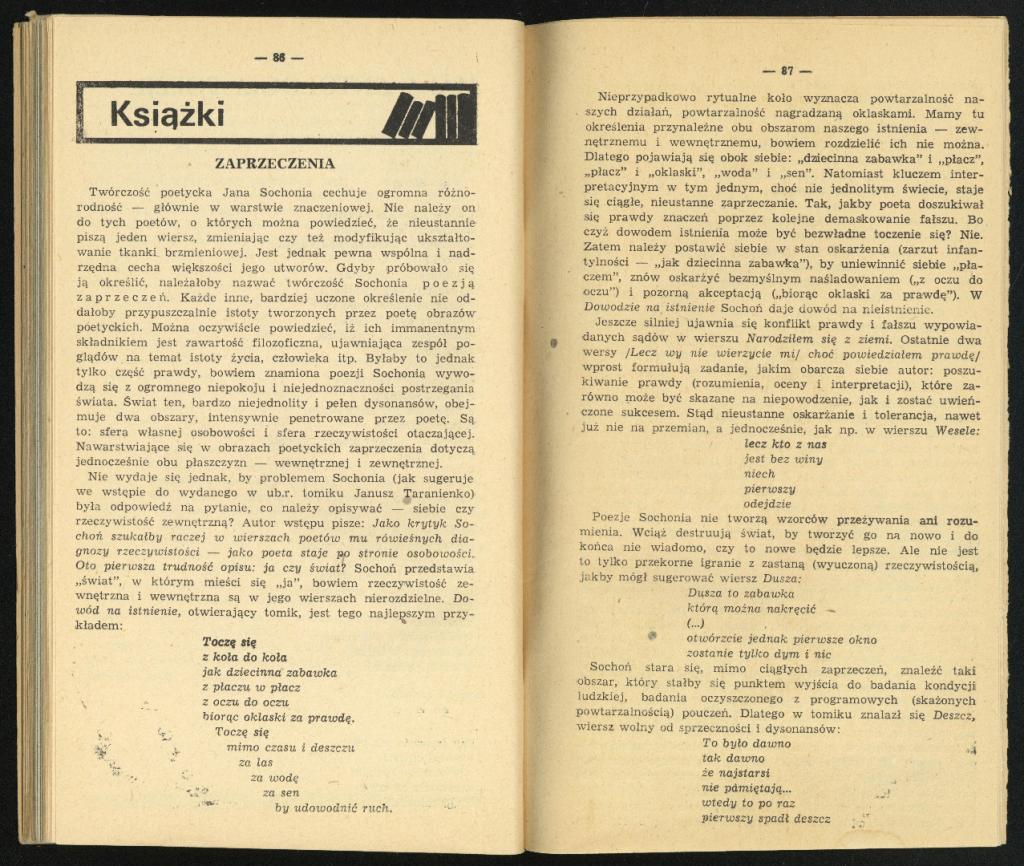 — 86 —
Książki
ZAPRZECZENIA
Twórczość poetycka Jana Sochonia cechuje ogromna różno-
rodność — głównie w warstwie znaczeniowej. Nie należy on
do tych poetów, o których można powiedzieć, że nieustannie
piszą jeden wiersz, zmieniając czy też modyfikując ukształto-
wanie tkanki brzmieniowej. Jest jednak pewna wspólna i nad-
rzędna cecha większości jego utworów. Gdyby próbowało się
ją określić, należałoby nazwać twórczość Sochonia poezją
zaprzeczeń. Każde inne, bardziej uczone określenie nie od-
dałoby przypuszczalnie istoty tworzonych przez poetę obrazów
poetyckich. Można oczywiście powiedzieć, iż ich immanentnym
składnikiem jest zawartość filozoficzna, ujawniająca zespół po-
glądów na temat istoty życia, człowieka itp. Byłaby to jednak
tylko część prawdy, bowiem znamiona poezji Sochonia wywo-
dzą się z ogromnego niepokoju i niejednoznaczności postrzegania
świata. Świat ten, bardzo niejednolity i pełen dysonansów, obej-
muje dwa obszary, intensywnie penetrowane przez poetę. Są
to: sfera własnej osobowości i sfera rzeczywistości otaczającej.
Nawarstwiające się w obrazach poetyckich zaprzeczenia dotyczą
jednocześnie obu płaszczyzn — wewnętrznej i zewnętrznej.
Nie wydaje się jednak, by problemem Sochonia (jak sugeruje
we wstępie do wydanego w ub.r. tomiku Janusz Taranienko)
była odpowiedź na pytanie, co należy opisywać — siebie czy
rzeczywistość zewnętrzną? Autor wstępu pisze: Jako krytyk So-
choń szukałby raczej w wierszach poetów mu rówieśnych dia-
gnozy rzeczywistości — jako poeta staje po stronie osobowości.
Oto pierwsza trudność opisu: ja czy świat? Sochoń przedstawia
„świat”, w którym mieści się „ja”, bowiem rzeczywistość ze-
wnętrzna i wewnętrzna są w jego wierszach nierozdzielne. Do-
wód na istnienie, otwierający tomik, jest tego najlepszym przy-
kładem:
Toczę się
z koła do koła
jak dziecinna zabawka
z płaczu w płacz
z oczu do oczu
biorąc oklaski za prawdę.
Toczę się
mimo czasu i deszczu
za las
za wodę
za sen
by udowodnić ruch.
— 87 —
Nieprzypadkowo rytualne koło wyznacza powtarzalność na-
szych działań, powtarzalność nagradzaną oklaskami. Mamy tu
określenia przynależne obu obszarom naszego istnienia — zew-
nętrznemu i wewnętrznemu, bowiem rozdzielić ich nie można.
Dlatego pojawiają się obok siebie: „dziecinna zabawka” i „płacz”,
„płacz” i „oklaski”, „woda” i „sen”. Natomiast kluczem inter-
pretacyjnym w tym jednym, choć nie jednolitym świecie, staje
się ciągłe, nieustanne zaprzeczanie. Tak, jakby poeta doszukiwał
się prawdy znaczeń poprzez kolejne demaskowanie fałszu. Bo
czyż dowodem istnienia może być bezwładne toczenie się? Nie.
Zatem należy postawić siebie w stan oskarżenia (zarzut infan-
tylności — „jak dziecinna zabawka”), by uniewinnić siebie „pła-
czem”, znów oskarżyć bezmyślnym naśladowaniem („z oczu do
oczu”) i pozorną akceptacją („biorąc oklaski za prawdę”). W
Dowodzie na istnienie Sochoń daje dowód na nieistnienie.
Jeszcze silniej ujawnia się konflikt prawdy i fałszu wypowia-
danych sądów w wierszu Narodziłem się z ziemi. Ostatnie dwa
wersy /Lecz wy nie wierzycie mi/ choć powiedziałem prawdę/
wprost formułują zadanie, jakim obarcza siebie autor: poszu-
kiwanie prawdy (rozumienia, oceny i interpretacji), które za-
równo może być skazane na niepowodzenie, jak i zostać uwień-
czone sukcesem. Stąd nieustanne oskarżanie i tolerancja, nawet
już nie na przemian, a jednocześnie, jak np. w wierszu Wesele:
lecz kto z nas
jest bez winy
niech
pierwszy
odejdzie
Poezje Sochonia nie tworzą wzorców przeżywania ani rozu-
mienia. Wciąż destruują świat, by tworzyć go na nowo i do
końca nie wiadomo, czy to nowe będzie lepsze. Ale nie jest
to tylko przekorne igranie z zastaną (wyuczoną) rzeczywistością,
jakby mógł sugerować wiersz Dusza:
Dusza to zabawka
którą można nakręcić
(...)
otwórzcie jednak pierwsze okno
zostanie tylko dym i nic
Sochoń stara się, mimo ciągłych zaprzeczeń, znaleźć taki
obszar, który stałby się punktem wyjścia do badania kondycji
ludzkiej, badania oczyszczonego z programowych (skażonych
powtarzalnością) pouczeń. Dlatego w tomiku znalazł się Deszcz,
wiersz wolny od sprzeczności i dysonansów:
To było dawno
tak dawno
że najstarsi
nie pamiętają...
wtedy to po raz
pierwszy spadł deszcz